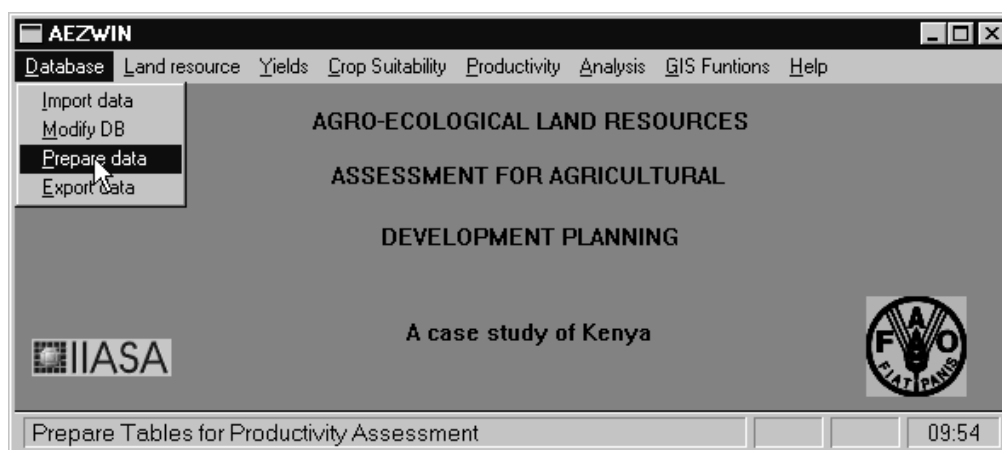 AEZWIN
Database Land resource Yields Crop Suitability Productivity Analysis GIS Funtions Help
Import data
Modify DB
Prepare data
Export data
AGRO-ECOLOGICAL LAND RESOURCES
ASSESSMENT FOR AGRICULTURAL
DEVELOPMENT PLANNING
A case study of Kenya
IIASA
FAO
FIAT PANIS
Prepare Tables for Productivity Assessment 09:54